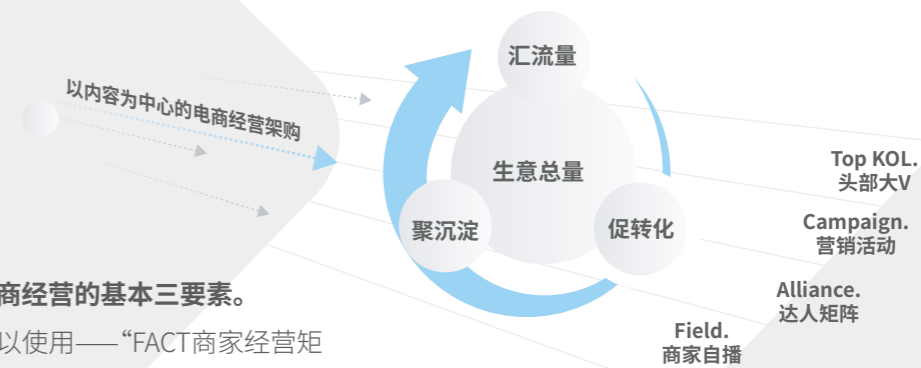 汇流量
以内容为中心的电商经营架购
生意总量
Top KOL.
头部大V
聚沉淀
促转化
Campaign.
营销活动
Alliance.
达人矩阵
商经营的基本三要素。
Field.
商家自播
以使用——“FACT商家经营矩